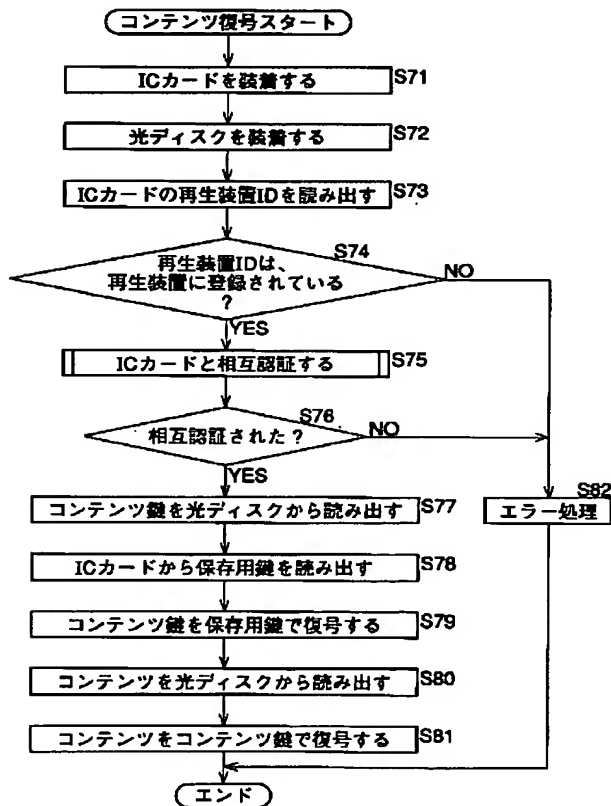 コンテンツ復号スタート
ICカードを装着する S71
光ディスクを装着する S72
ICカードの再生装置IDを読み出す S73
S74
再生装置IDは、
再生装置に登録されている
?
NO
YES
ICカードと相互認証する S75
S76
相互認証された?
NO
YES
S82
エラー処理
コンテンツ鍵を光ディスクから読み出す S77
ICカードから保存用鍵を読み出す S78
コンテンツ鍵を保存用鍵で復号する S79
コンテンツを光ディスクから読み出す S80
コンテンツをコンテンツ鍵で復号する S81
エンド